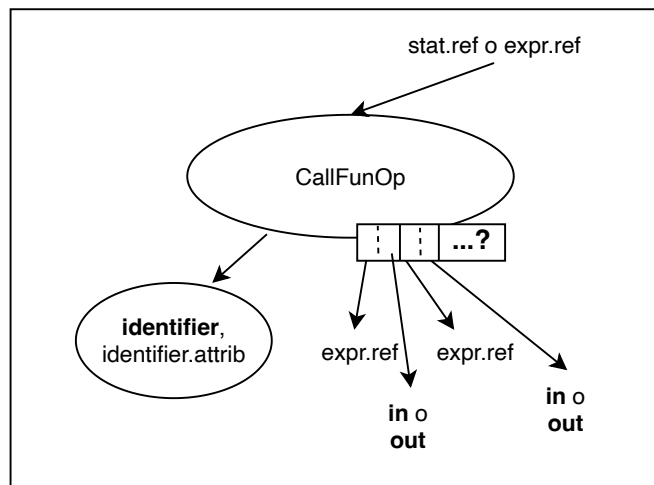 stat.ref o expr.ref
CallFunOp
...?
identifier,
identifier.attrib
expr.ref expr.ref
in o
out
in o
out